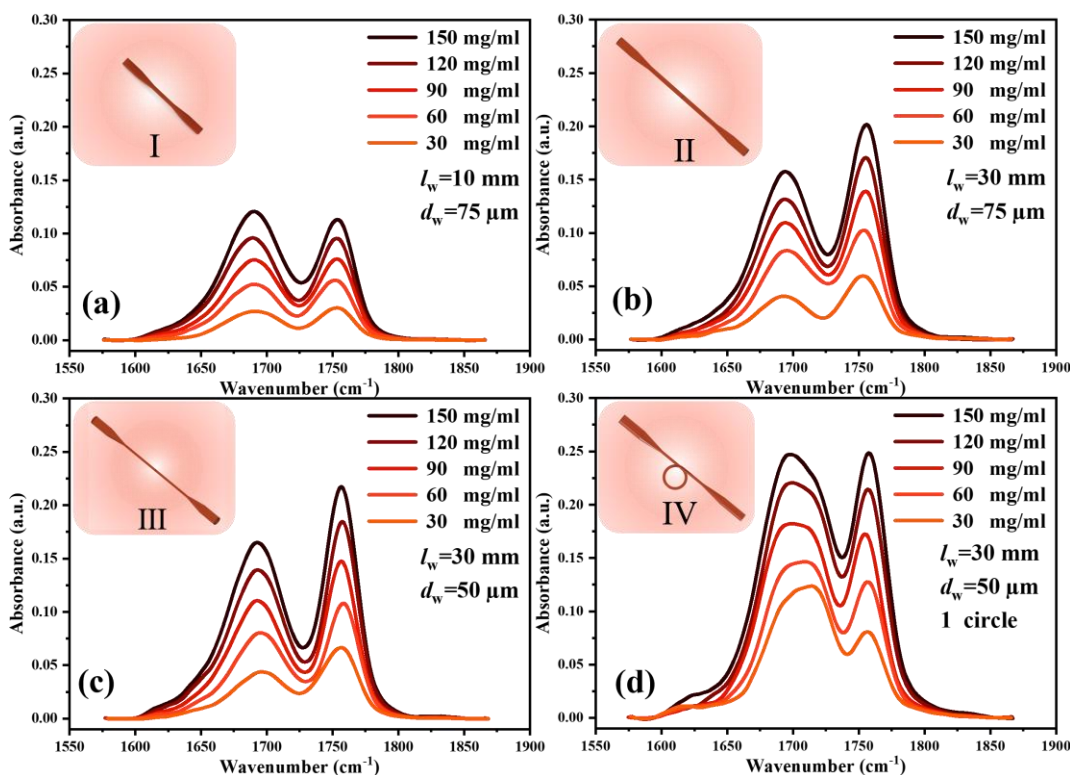 0.30
0.25
0.20
0.15
0.10
0.05
0.00
Absorbance (a.u.)
I
150 mg/ml
120 mg/ml
90 mg/ml
60 mg/ml
30 mg/ml
lw=10 mm
dw=75 µm
(a)
1550 1600 1650 1700 1750 1800 1850 1900
Wavenumber (cm-1)
0.30
0.25
0.20
0.15
0.10
0.05
0.00
Absorbance (a.u.)
II
150 mg/ml
120 mg/ml
90 mg/ml
60 mg/ml
30 mg/ml
lw=30 mm
dw=75 µm
(b)
1550 1600 1650 1700 1750 1800 1850 1900
Wavenumber (cm-1)
0.30
0.25
0.20
0.15
0.10
0.05
0.00
Absorbance (a.u.)
III
150 mg/ml
120 mg/ml
90 mg/ml
60 mg/ml
30 mg/ml
lw=30 mm
dw=50 µm
(c)
1550 1600 1650 1700 1750 1800 1850 1900
Wavenumber (cm-1)
0.30
0.25
0.20
0.15
0.10
0.05
0.00
Absorbance (a.u.)
IV
150 mg/ml
120 mg/ml
90 mg/ml
60 mg/ml
30 mg/ml
lw=30 mm
dw=50 µm
1 circle
(d)
1550 1600 1650 1700 1750 1800 1850 1900
Wavenumber (cm-1)